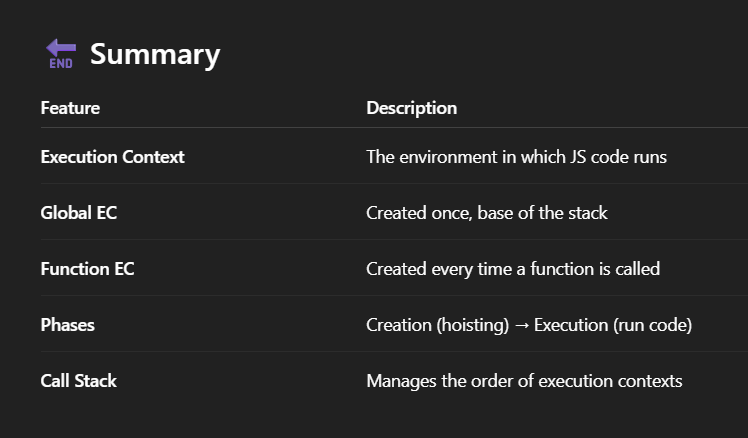 🔚 Summary
Feature Description
Execution Context The environment in which JS code runs
Global EC Created once, base of the stack
Function EC Created every time a function is called
Phases Creation (hoisting) → Execution (run code)
Call Stack Manages the order of execution contexts